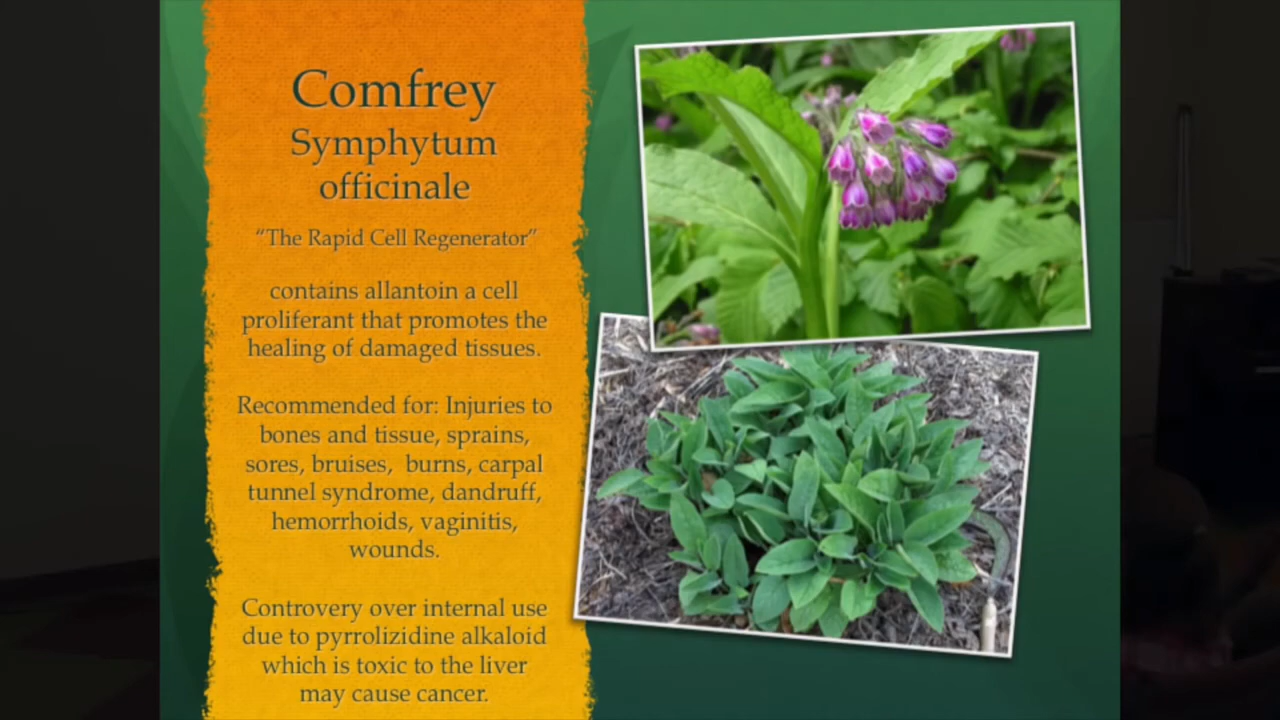 Comfrey
Symphytum
officinale
“The Rapid Cell Regenerator”
contains allantoin a cell
proliferant that promotes the
healing of damaged tissues.
Recommended for: Injuries to
bones and tissue, sprains,
sores, bruises, burns, carpal
tunnel syndrome, dandruff,
hemorrhoids, vaginitis,
wounds.
Controvery over internal use
due to pyrrolizidine alkaloid
which is toxic to the liver
may cause cancer.